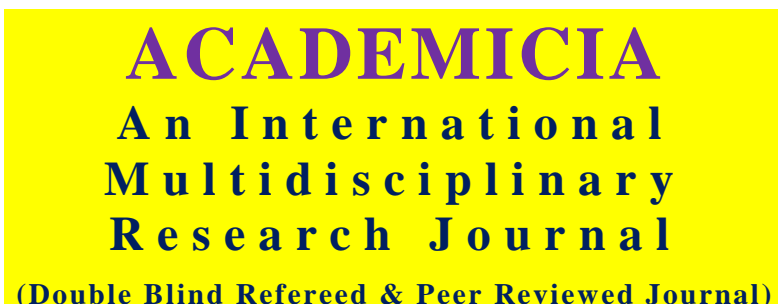 ACADEMICIA
An International
Multidisciplinary
Research Journal
(Double Blind Refereed & Peer Reviewed Journal)